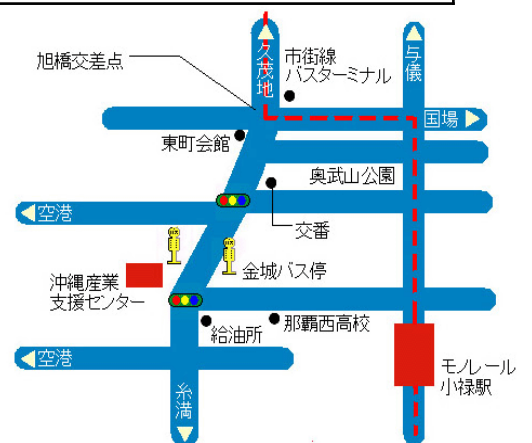 久茂地
与儀
旭橋交差点
市街線
バスターミナル
国場
東町会館
奥武山公園
空港
交番
沖縄産業
支援センター
金城バス停
給油所
那覇西高校
空港
糸満
モノレール
小禄駅